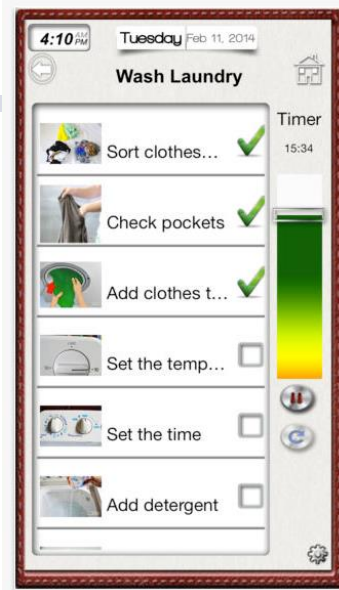 4:10 AM PM
Tuesday Feb 11, 2014
Wash Laundry
Timer
15:34
Sort clothes...
Check pockets
Add clothes t...
Set the temp...
Set the time
Add detergent